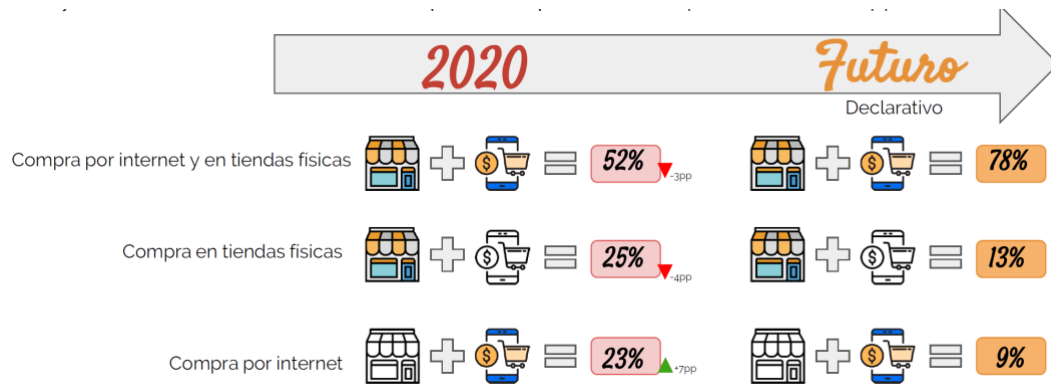 2020 Futuro
Declarativo
Compra por internet y en tiendas físicas 52% -3pp 78%
Compra en tiendas físicas 25% -4pp 13%
Compra por internet 23% +7pp 9%